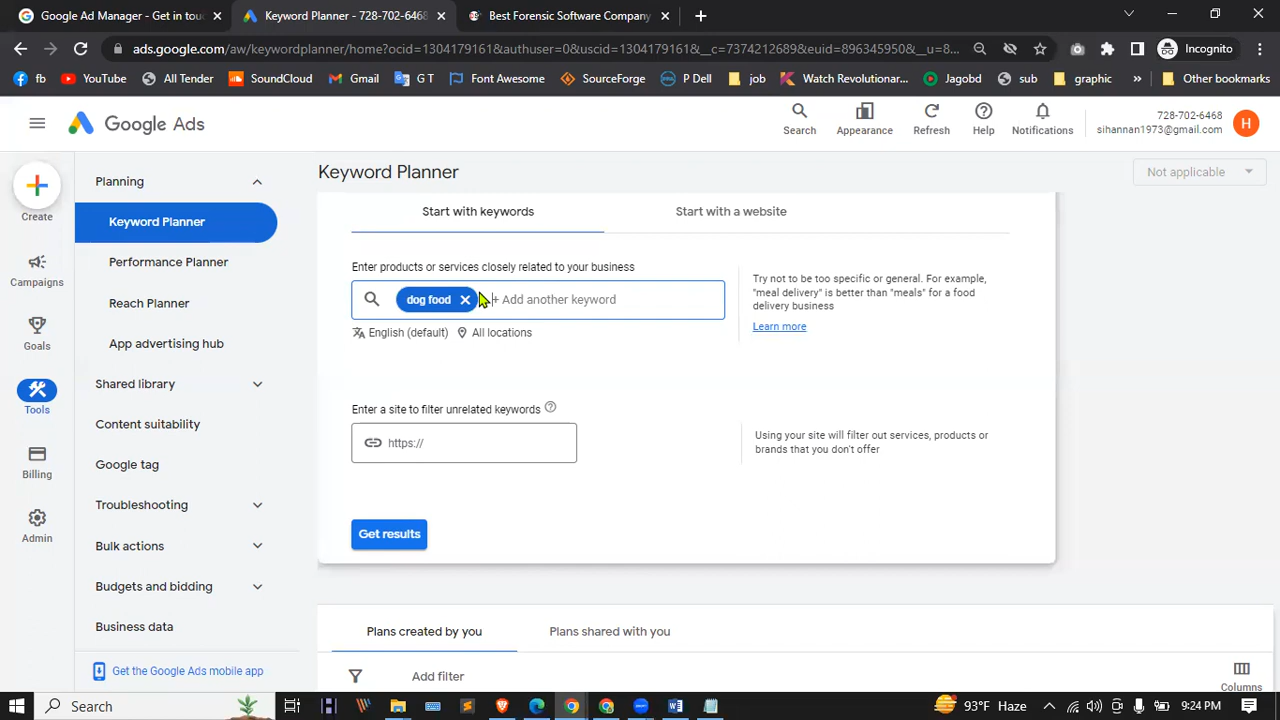 Google Ad Manager - Get in touch
Keyword Planner - 728-702-6468
Best Forensic Software Company
ads.google.com/aw/keywordplanner/home?ocid=1304179161&authuser=0&uscid=1304179161&__c=7374212689&euid=896345950&__u=8...
Incognito
fb
YouTube
All Tender
SoundCloud
Gmail
G T
Font Awesome
SourceForge
P Dell
job
Watch Revolutionar...
Jagobd
sub
graphic
»
Other bookmarks
Google Ads
Search
Appearance
Refresh
Help
Notifications
728-702-6468
sihannan1973@gmail.com
H
Create
Campaigns
Goals
Tools
Billing
Admin
Planning
Keyword Planner
Performance Planner
Reach Planner
App advertising hub
Shared library
Content suitability
Google tag
Troubleshooting
Bulk actions
Budgets and bidding
Business data
Get the Google Ads mobile app
Keyword Planner
Not applicable
Start with keywords
Start with a website
Enter products or services closely related to your business
dog food
+ Add another keyword
English (default)
All locations
Try not to be too specific or general. For example,
"meal delivery" is better than "meals" for a food
delivery business
Learn more
Enter a site to filter unrelated keywords
https://
Using your site will filter out services, products or
brands that you don't offer
Get results
Plans created by you
Plans shared with you
Add filter
Columns
Search
93°F Haze
9:24 PM